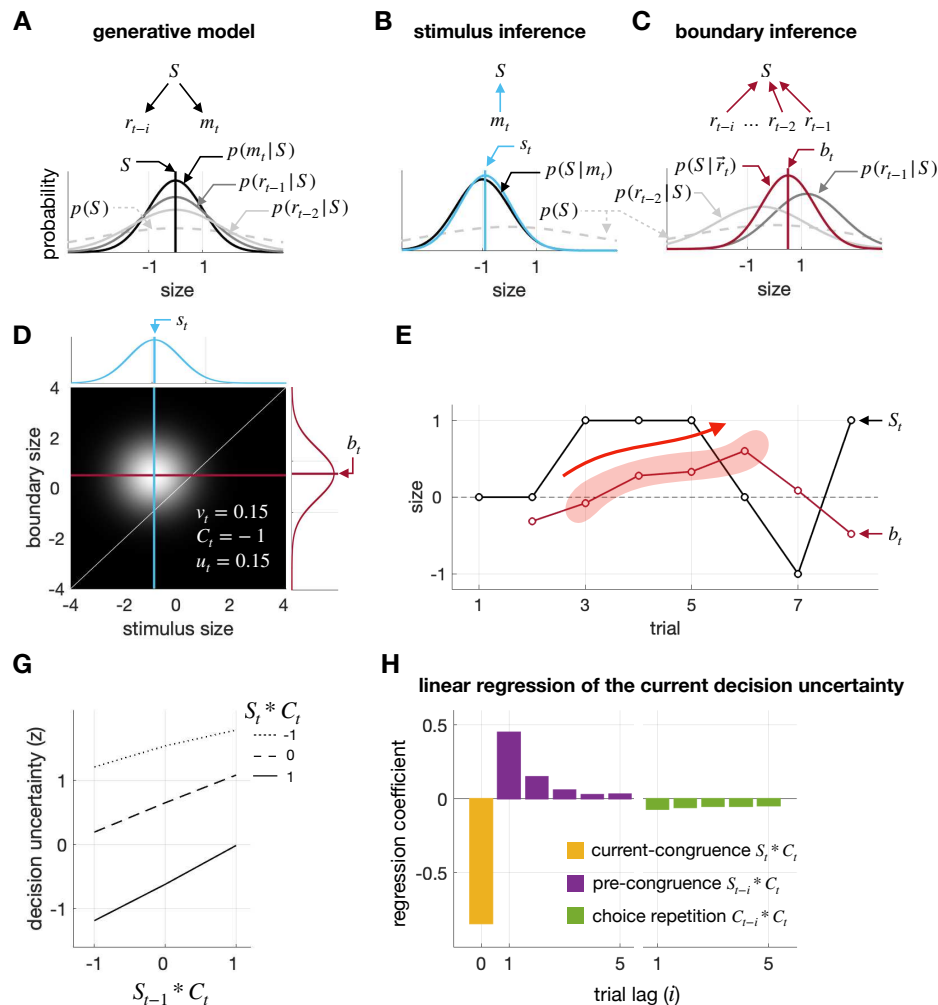 A generative model
B stimulus inference
C boundary inference
S
r_{t−i} m_t
S
p(m_t|S)
p(r_{t−1}|S)
p(S)
p(r_{t−2}|S)
probability
-1 1
size
S
m_t
s_t
p(S|m_t)
p(S)
-1 1
size
S
r_{t−i} ... r_{t−2} r_{t−1}
p(S|r⃗_t) b_t
p(r_{t−1}|S)
p(r_{t−2}|S)
-1 1
size
D
s_t
boundary size
4
2
0
-2
-4
v_t = 0.15
C_t = − 1
u_t = 0.15
b_t
-4 -2 0 2 4
stimulus size
E
size
1
0
-1
S_t
b_t
1 3 5 7
trial
G
decision uncertainty (z)
1
0
-1
S_t * C_t
-1
0
1
-1 0 1
S_{t−1} * C_t
H
linear regression of the current decision uncertainty
regression coefficient
0.5
0
-0.5
current-congruence S_t * C_t
pre-congruence S_{t−i} * C_t
choice repetition C_{t−i} * C_t
0 1 5 1 5
trial lag (i)